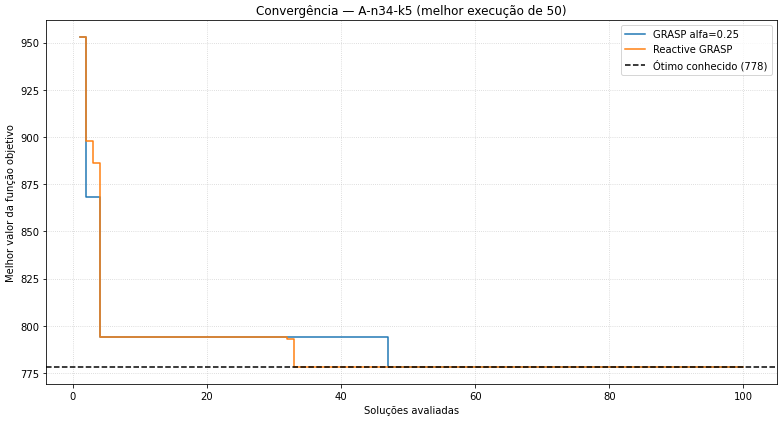 Convergência — A-n34-k5 (melhor execução de 50)
GRASP alfa=0.25
Reactive GRASP
Ótimo conhecido (778)
Melhor valor da função objetivo
950
925
900
875
850
825
800
775
0
20
40
60
80
100
Soluções avaliadas